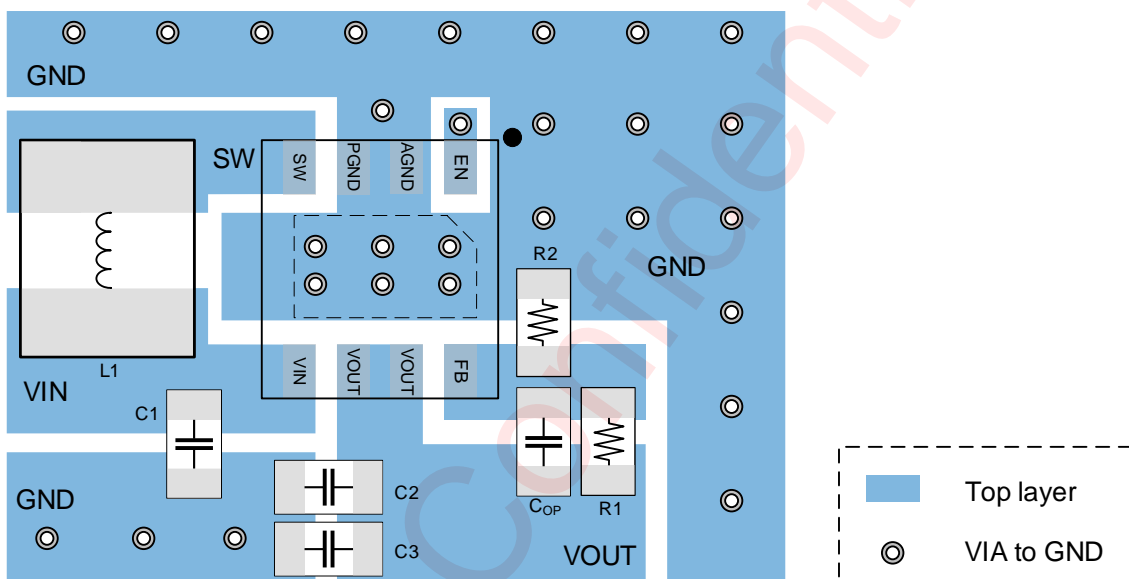 GND
SW
SW
PGND
AGND
EN
R2
GND
VIN
VOUT
VOUT
FB
L1
VIN
C1
GND
C2
C3
COP
R1
VOUT
Top layer
VIA to GND
Confidenti